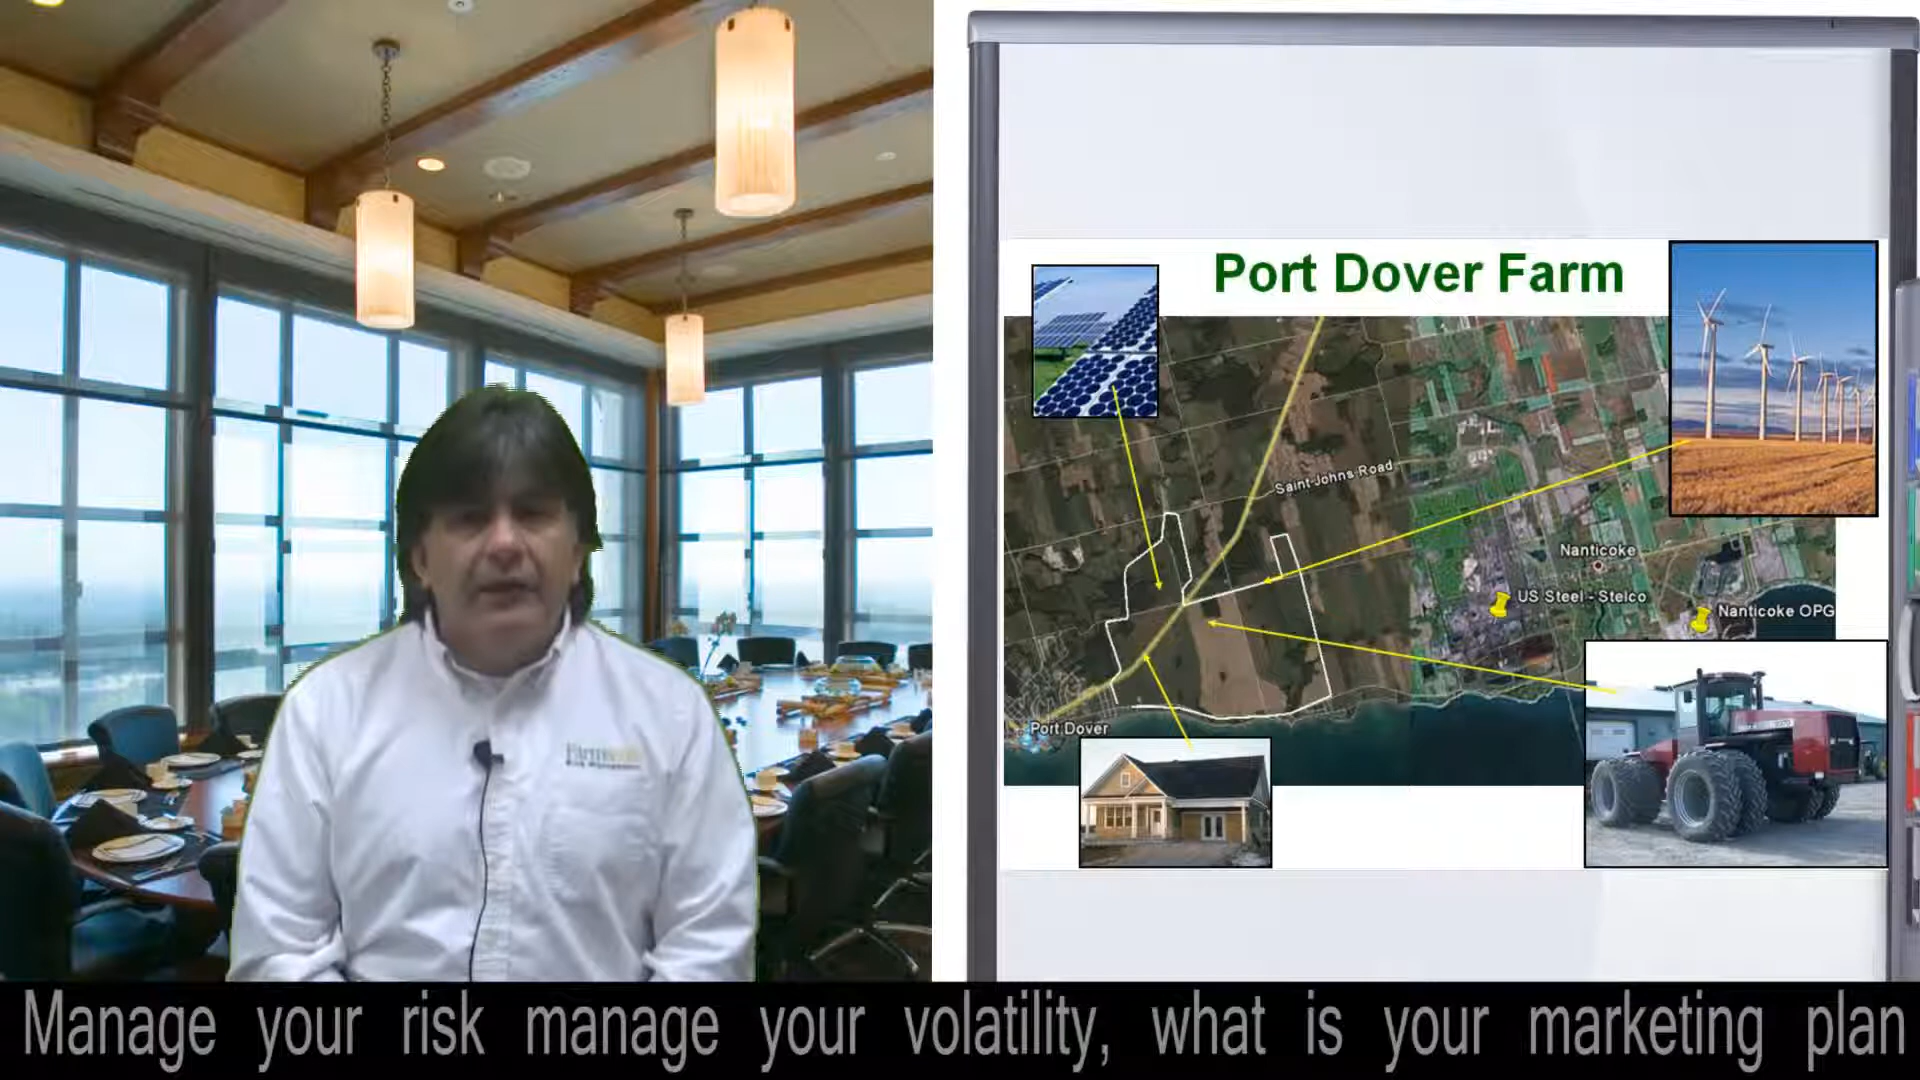 Port Dover Farm
Saint Johns Road
Nanticoke
US Steel - Stelco
Nanticoke OPG
Port Dover
Manage your risk manage your volatility, what is your marketing plan